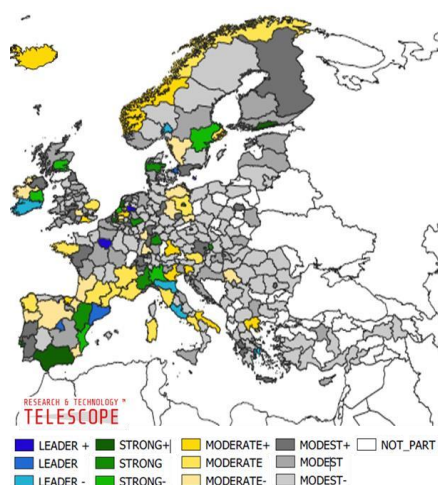 RESEARCH & TECHNOLOGY
TELESCOPE
LEADER + STRONG+ MODERATE+ MODEST+ NOT_PART
LEADER STRONG MODERATE MODEST
LEADER - STRONG- MODERATE- MODEST-